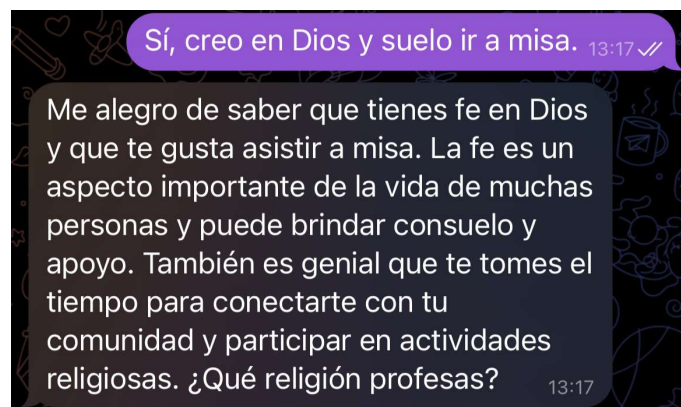 Sí, creo en Dios y suelo ir a misa. 13:17
Me alegro de saber que tienes fe en Dios
y que te gusta asistir a misa. La fe es un
aspecto importante de la vida de muchas
personas y puede brindar consuelo y
apoyo. También es genial que te tomes el
tiempo para conectarte con tu
comunidad y participar en actividades
religiosas. ¿Qué religión profesas? 13:17